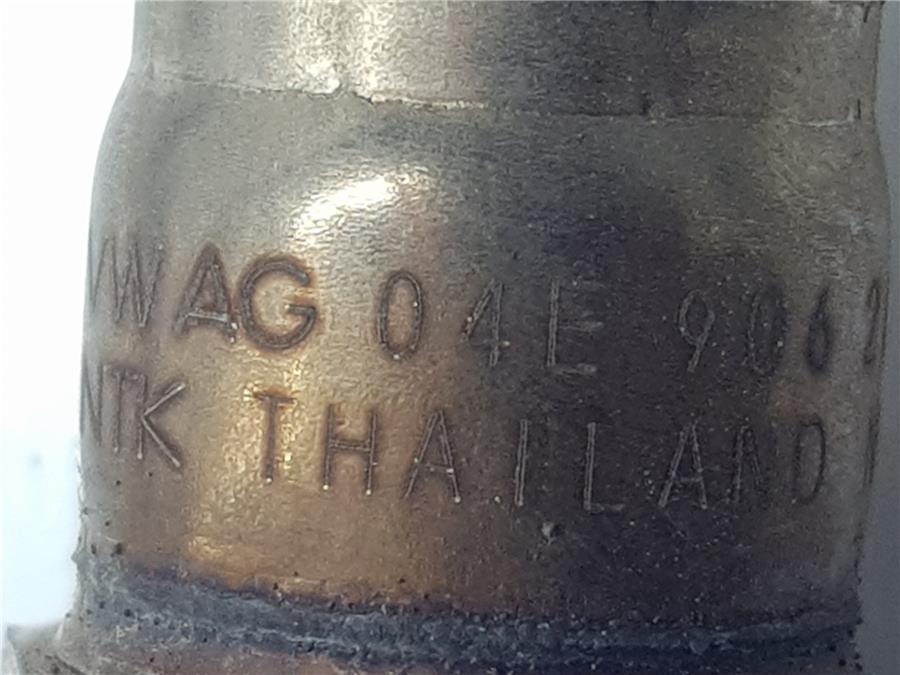 VWAG 04E 906
NTK THAILAND